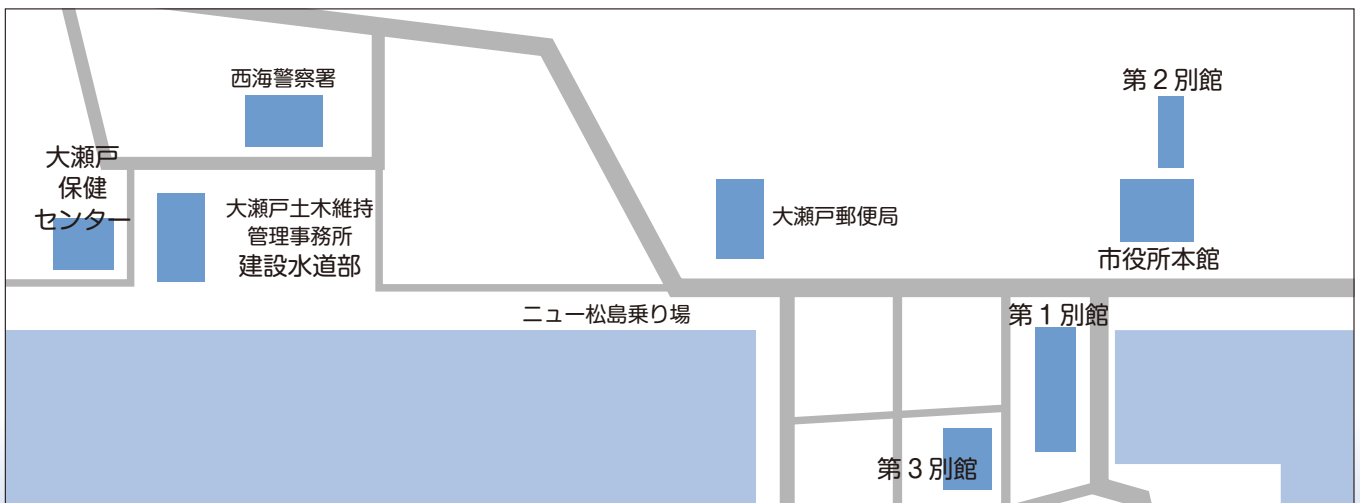 西海警察署
第２別館
大瀬戸
保健
センター
大瀬戸土木維持
管理事務所
建設水道部
大瀬戸郵便局
市役所本館
ニュー松島乗り場
第１別館
第３別館